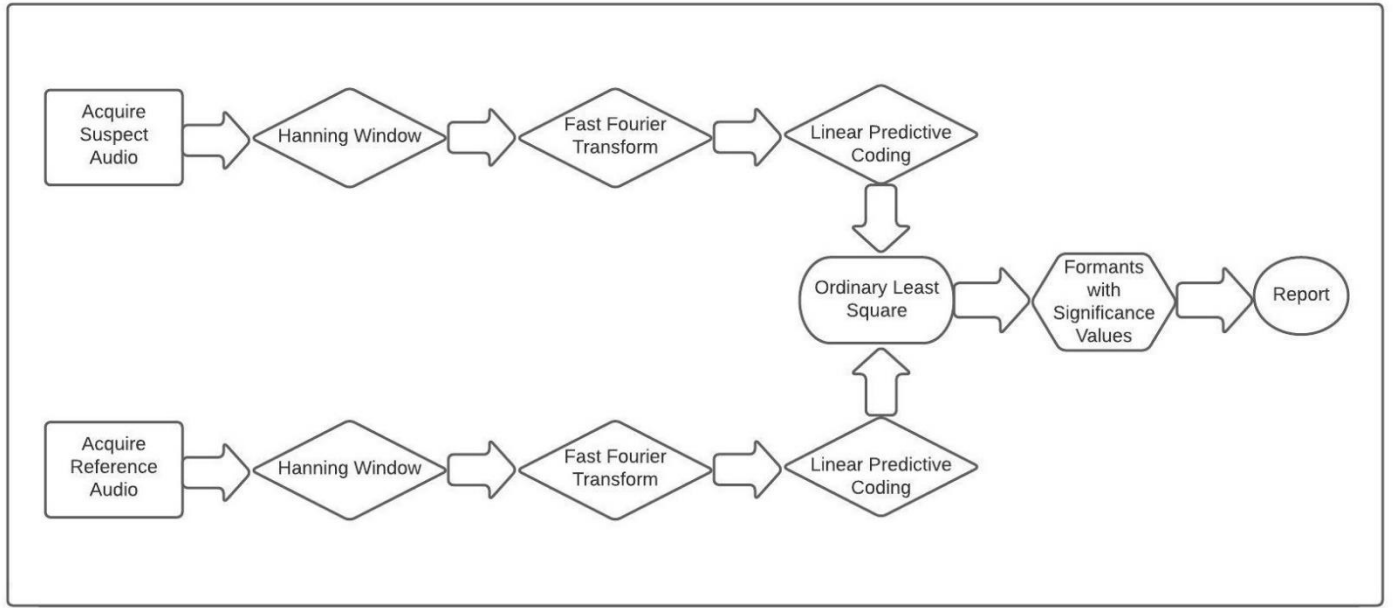 Acquire
Suspect
Audio
Hanning Window
Fast Fourier
Transform
Linear Predictive
Coding
Ordinary Least
Square
Formants
with
Significance
Values
Report
Acquire
Reference
Audio
Hanning Window
Fast Fourier
Transform
Linear Predictive
Coding